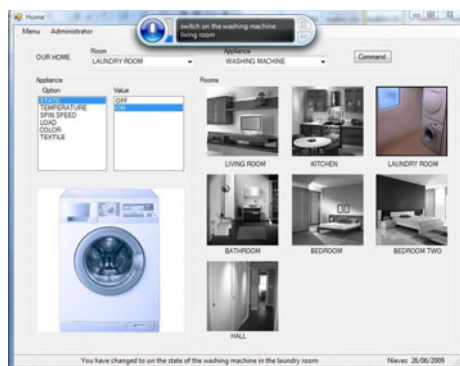 Home
switch on the washing machine
living room
Menu Administrator
OUR HOME
Room
LAUNDRY ROOM
Appliance
WASHING MACHINE
Command
Appliance
Option Value
STATE
TEMPERATURE
SPIN SPEED
LOAD
COLOR
TEXTILE
OFF
ON
Rooms
LIVING ROOM KITCHEN LAUNDRY ROOM
BATHROOM BEDROOM BEDROOM TWO
HALL
You have changed to on the state of the washing machine in the laundry room Nieves 26/06/2009